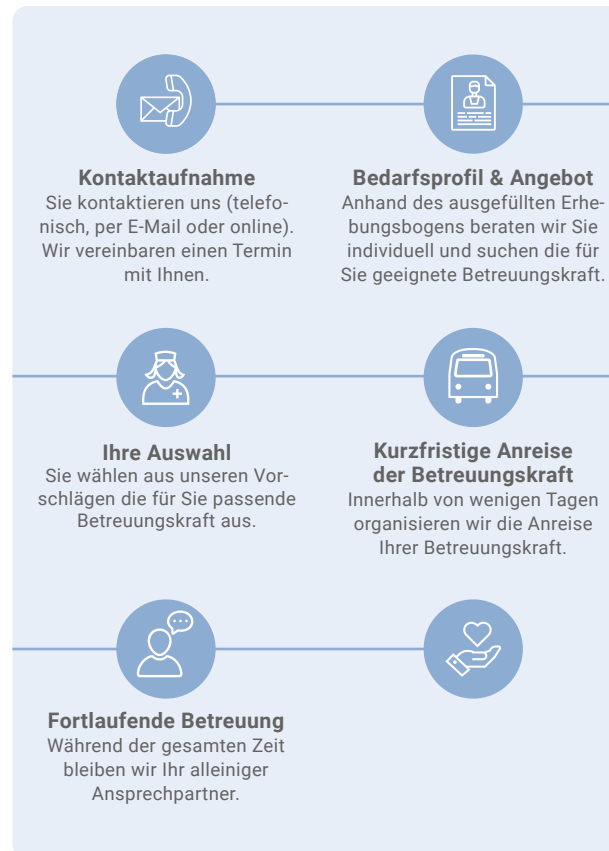 Kontaktaufnahme
Sie kontaktieren uns (telefo-
nisch, per E-Mail oder online).
Wir vereinbaren einen Termin
mit Ihnen.
Bedarfsprofil & Angebot
Anhand des ausgefüllten Erhe-
bungsbogens beraten wir Sie
individuell und suchen die für
Sie geeignete Betreuungskraft.
Ihre Auswahl
Sie wählen aus unseren Vor-
schlägen die für Sie passende
Betreuungskraft aus.
Kurzfristige Anreise
der Betreuungskraft
Innerhalb von wenigen Tagen
organisieren wir die Anreise
Ihrer Betreuungskraft.
Fortlaufende Betreuung
Während der gesamten Zeit
bleiben wir Ihr alleiniger
Ansprechpartner.